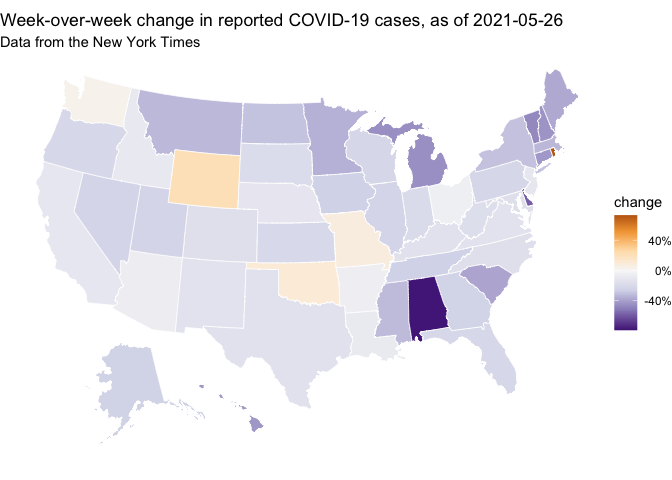 Week-over-week change in reported COVID-19 cases, as of 2021-05-26
Data from the New York Times
change
40%
0%
-40%